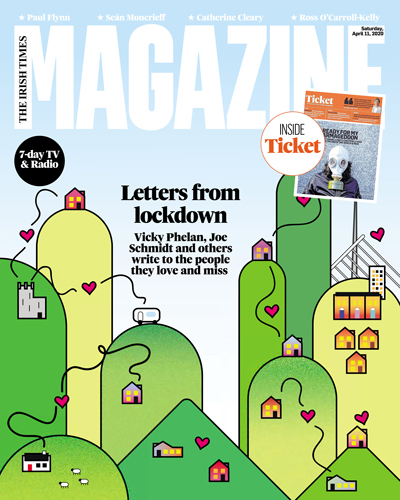 ★ Paul Flynn ★ Seán Moncrieff ★ Catherine Cleary ★ Ross O'Carroll-Kelly
THE IRISH TIMES
MAGAZINE
Saturday,
April 11, 2020
7-day TV
& Radio
INSIDE
Ticket
Ticket
READY FOR MY
ARMAGEDDON
Letters from
lockdown
Vicky Phelan, Joe
Schmidt and others
write to the people
they love and miss